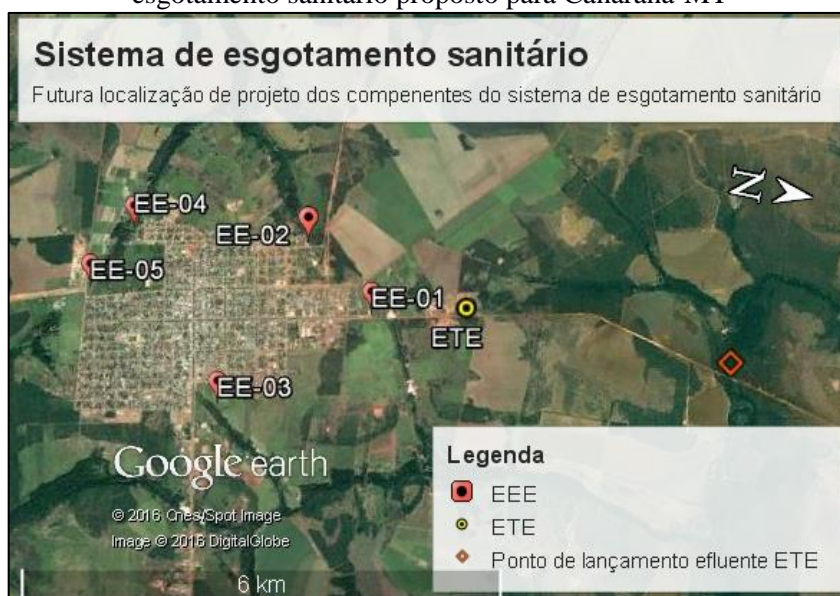 esgotamento sanitário proposto para Canarana-MT
Sistema de esgotamento sanitário
Futura localização de projeto dos compenentes do sistema de esgotamento sanitário
N
EE-04
EE-02
EE-05
EE-01
ETE
EE-03
Google earth
© 2016 Cnes/Spot Image
Image © 2016 DigitalGlobe
6 km
Legenda
EEE
ETE
Ponto de lançamento efluente ETE